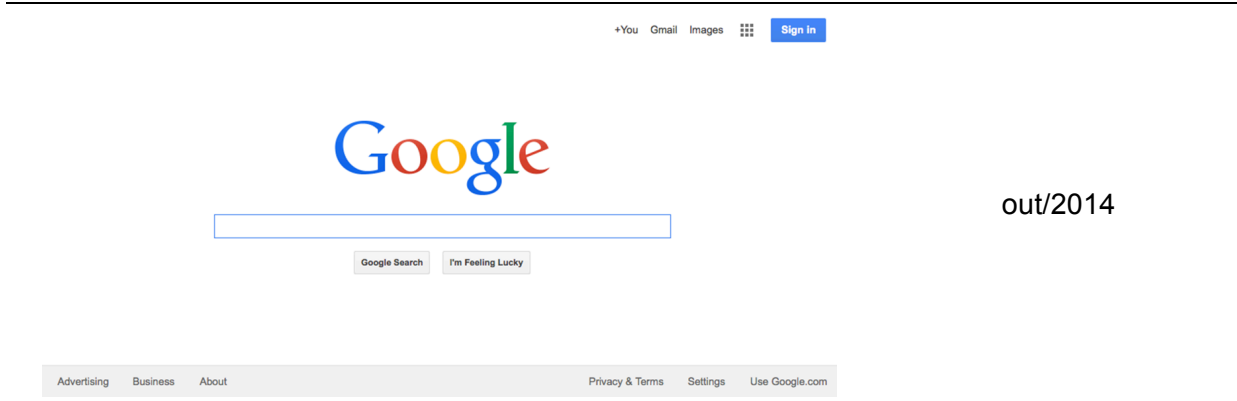 +You Gmail Images Sign in
Google
out/2014
Google Search I'm Feeling Lucky
Advertising Business About Privacy & Terms Settings Use Google.com